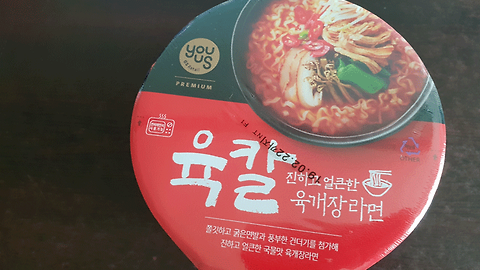 you
us
PREMIUM
육칼
진하고 얼큰한
육개장라면
쫄깃하고 굵은면발과 풍부한 건더기를 첨가해
진하고 얼큰한 국물맛 육개장라면